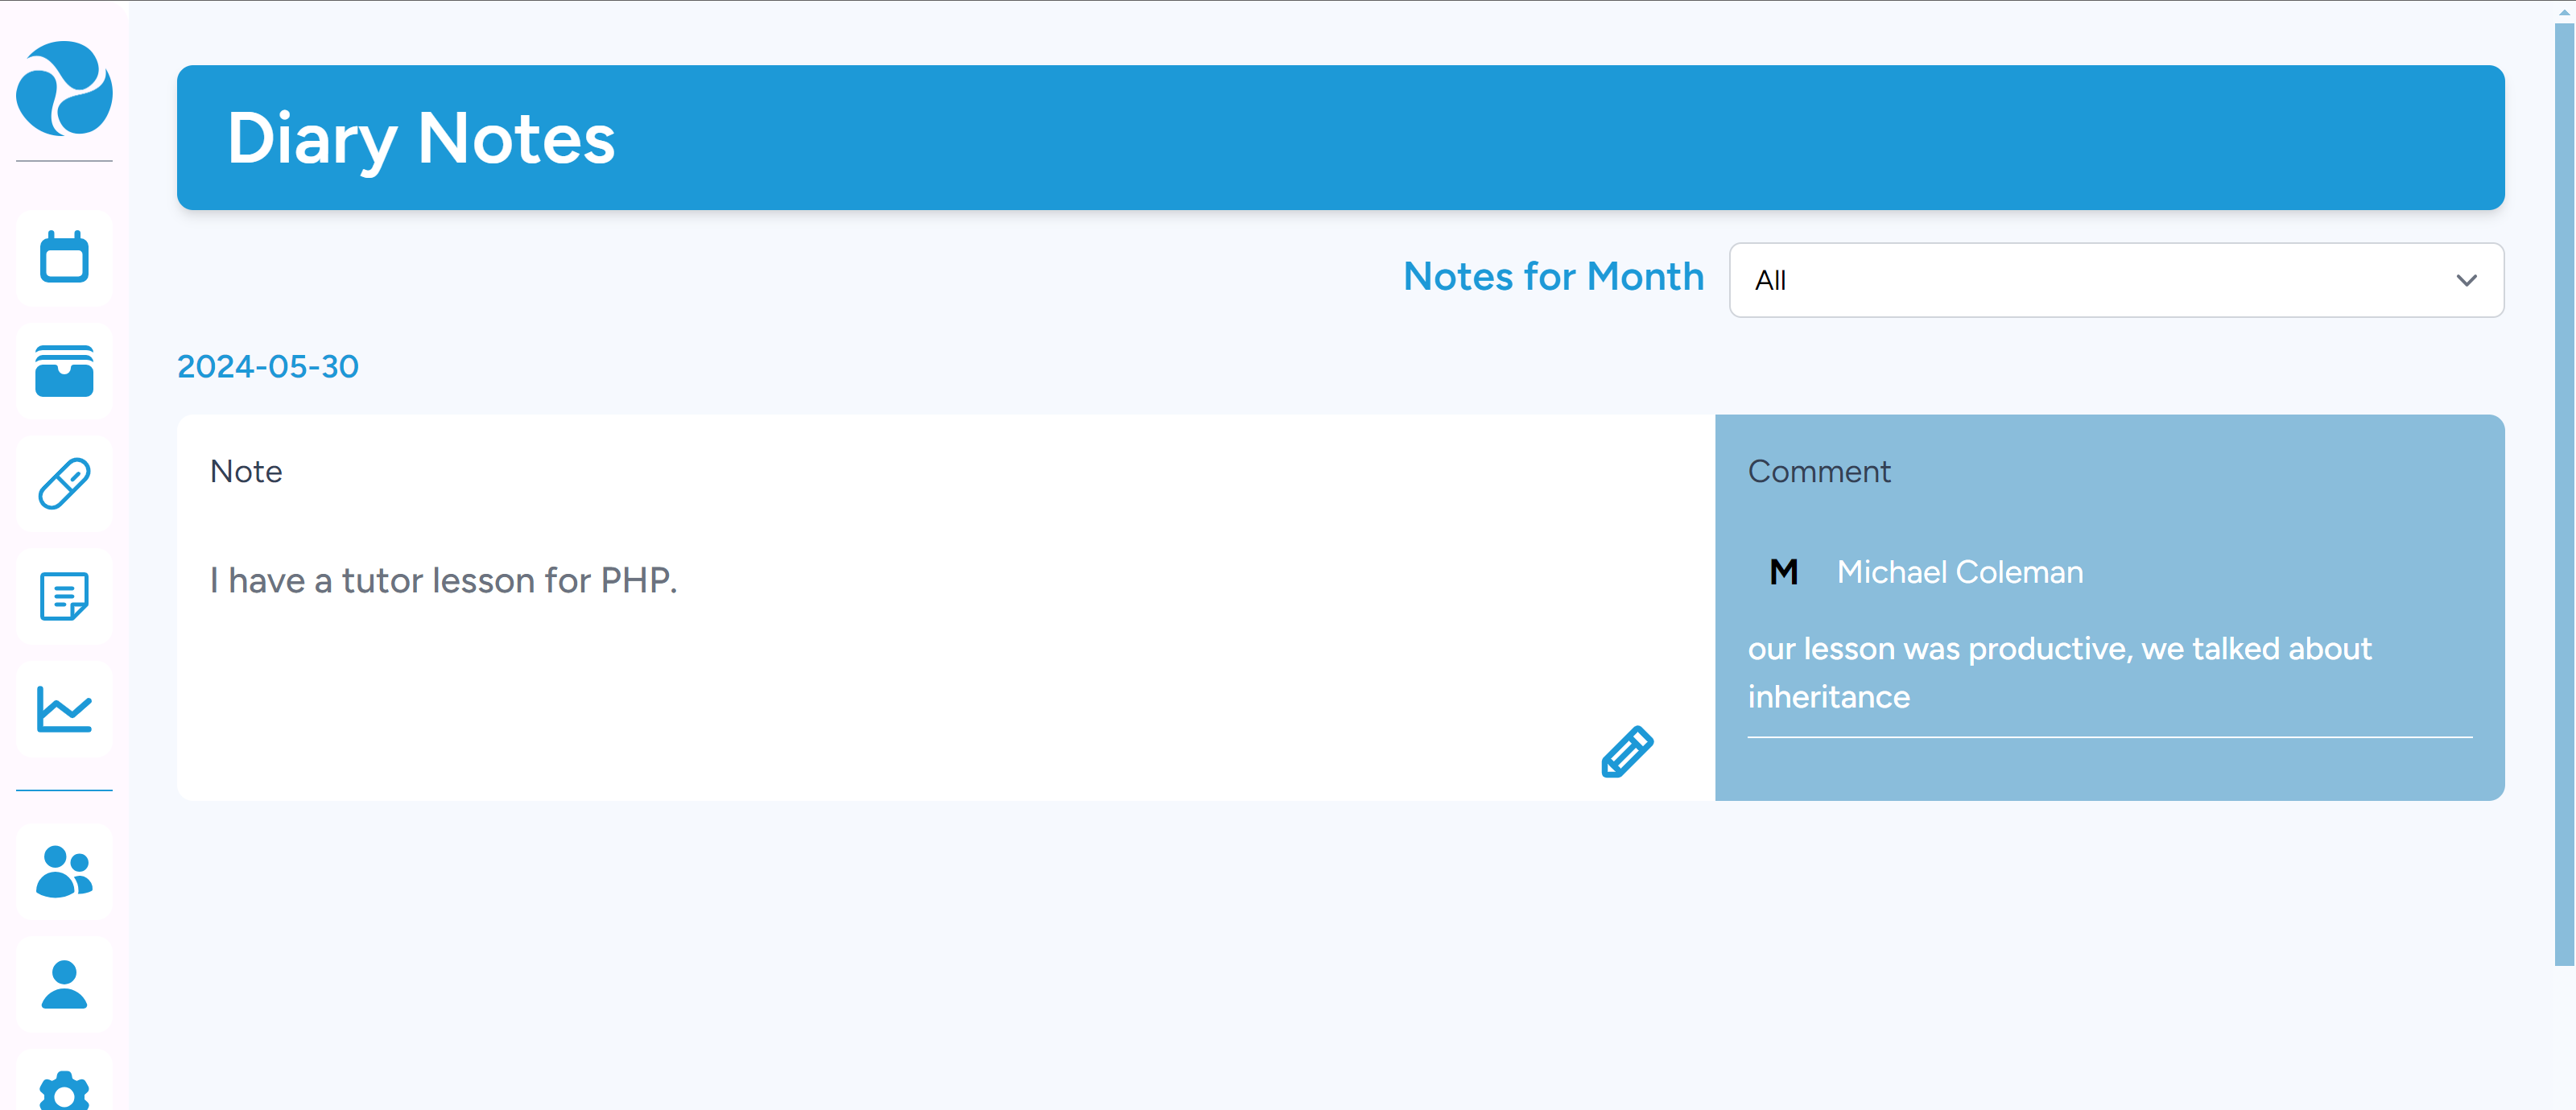 Diary Notes
Notes for Month
All
2024-05-30
Note
I have a tutor lesson for PHP.
Comment
M Michael Coleman
our lesson was productive, we talked about
inheritance